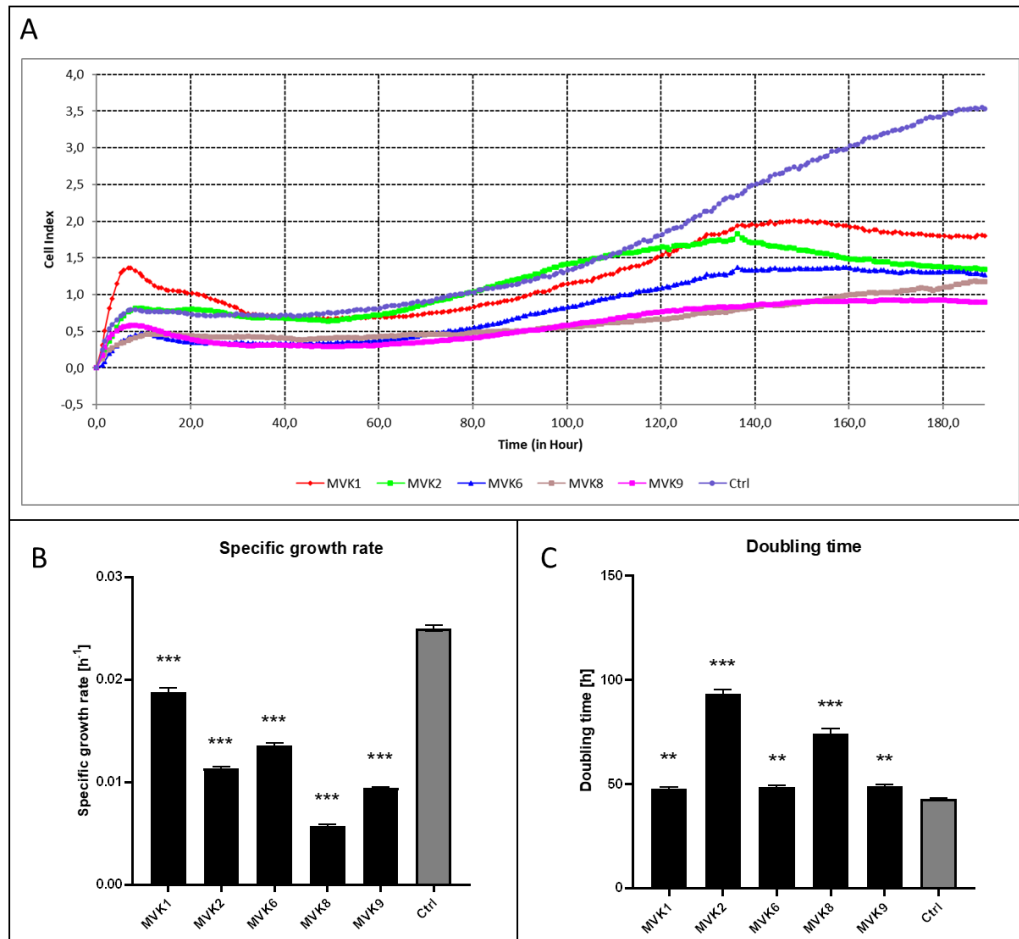 A
4,0
3,5
3,0
2,5
2,0
1,5
1,0
0,5
0,0
-0,5
Cell Index
0,0 20,0 40,0 60,0 80,0 100,0 120,0 140,0 160,0 180,0
Time (in Hour)
MVK1 MVK2 MVK6 MVK8 MVK9 Ctrl
B
Specific growth rate
0.03
0.02
0.01
0.00
Specific growth rate [h-1]
*** *** *** *** ***
MVK1 MVK2 MVK6 MVK8 MVK9 Ctrl
C
Doubling time
150
100
50
0
Doubling time [h]
** *** ** *** **
MVK1 MVK2 MVK6 MVK8 MVK9 Ctrl